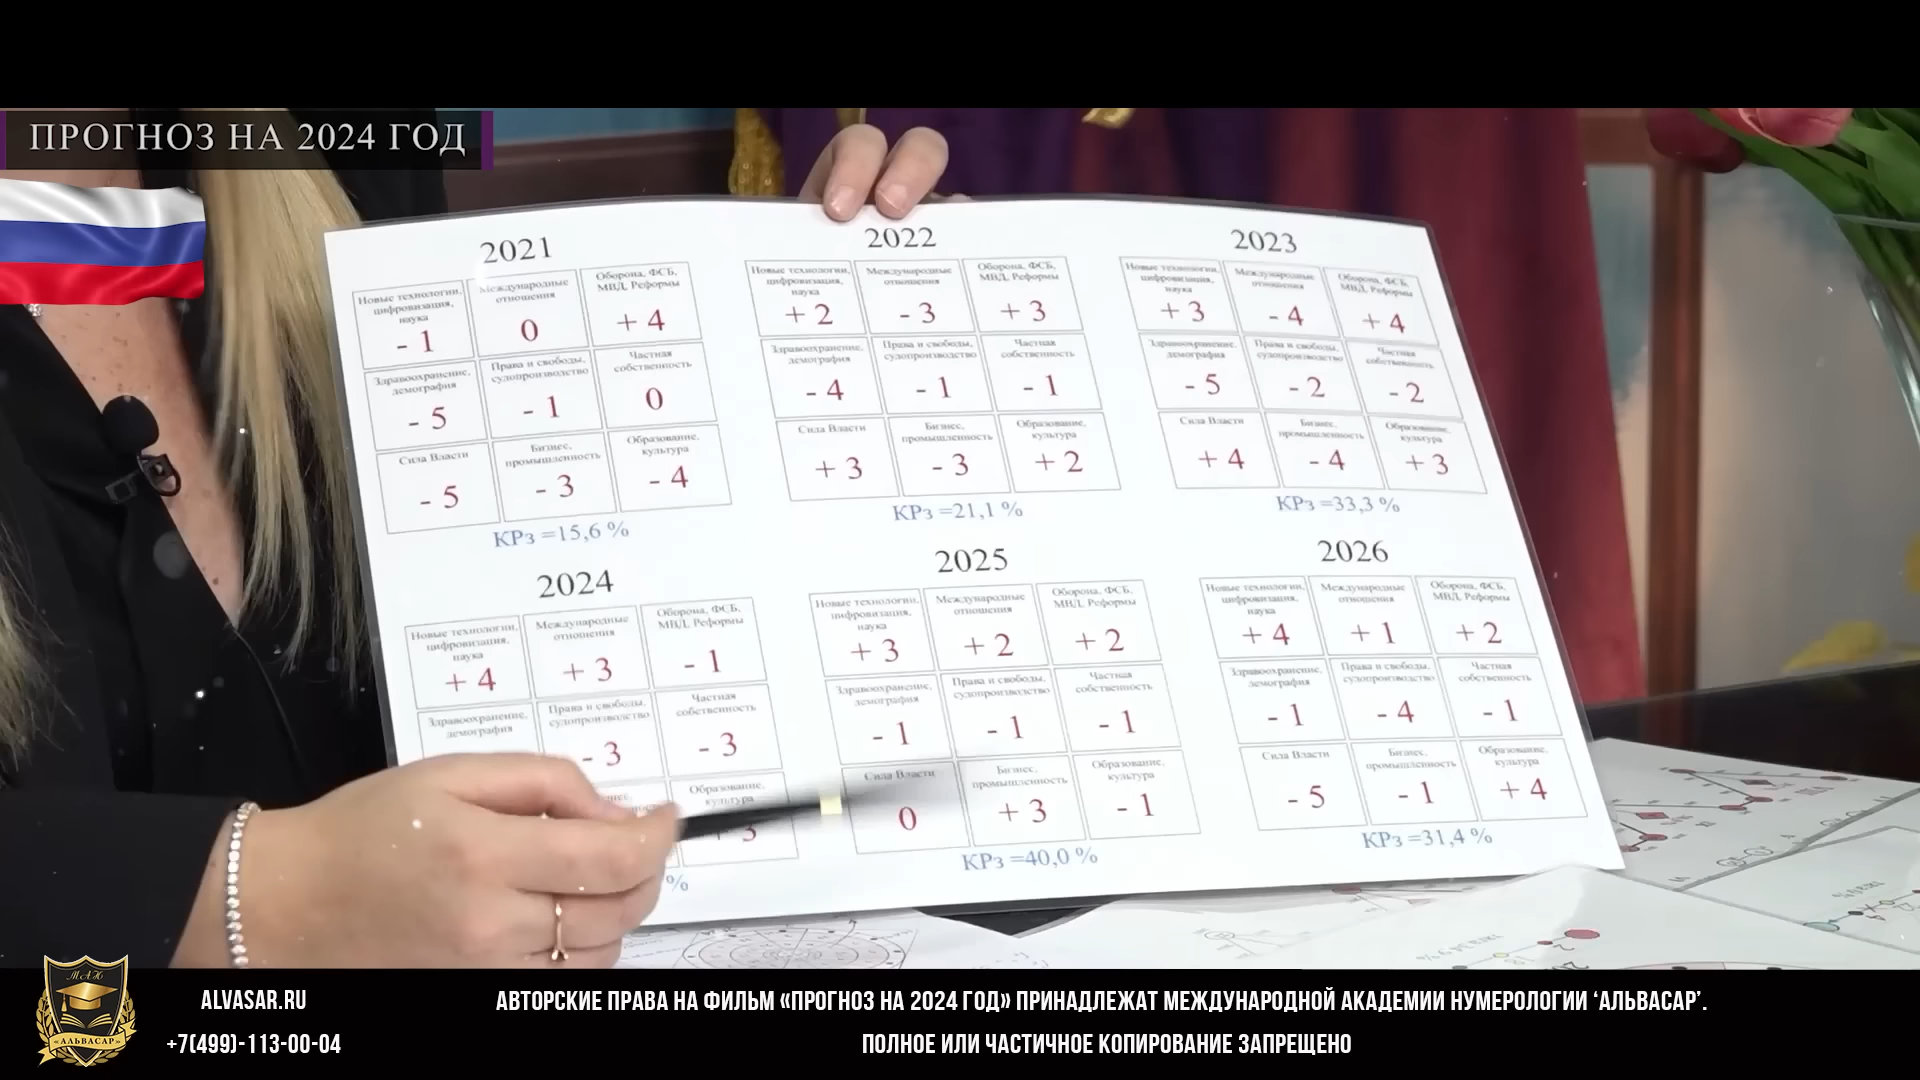 ПРОГНОЗ НА 2024 ГОД
2021
Новые технологии,
цифровизация,
наука
- 1
Международные
отношения
0
Оборона, ФСБ,
МВД, Реформы
+ 4
Здравоохранение,
демография
- 5
Права и свободы,
судопроизводство
- 1
Частная
собственность
0
Сила Власти
- 5
Бизнес,
промышленность
- 3
Образование,
культура
- 4
КРз =15,6 %
2022
Новые технологии,
цифровизация,
наука
+ 2
Международные
отношения
- 3
Оборона, ФСБ,
МВД, Реформы
+ 3
Здравоохранение,
демография
- 4
Права и свободы,
судопроизводство
- 1
Частная
собственность
- 1
Сила Власти
+ 3
Бизнес,
промышленность
- 3
Образование,
культура
+ 2
КРз =21,1 %
2023
Новые технологии,
цифровизация,
наука
+ 3
Международные
отношения
- 4
Оборона, ФСБ,
МВД, Реформы
+ 4
Здравоохранение,
демография
- 5
Права и свободы,
судопроизводство
- 2
Частная
собственность
- 2
Сила Власти
+ 4
Бизнес,
промышленность
- 4
Образование,
культура
+ 3
КРз =33,3 %
2024
Новые технологии,
цифровизация,
наука
+ 4
Международные
отношения
+ 3
Оборона, ФСБ,
МВД, Реформы
- 1
Здравоохранение,
демография
Права и свободы,
судопроизводство
- 3
Частная
собственность
- 3
Образование,
культура
+ 3
%
2025
Новые технологии,
цифровизация,
наука
+ 3
Международные
отношения
+ 2
Оборона, ФСБ,
МВД, Реформы
+ 2
Здравоохранение,
демография
- 1
Права и свободы,
судопроизводство
- 1
Частная
собственность
- 1
Сила Власти
0
Бизнес,
промышленность
+ 3
Образование,
культура
- 1
КРз =40,0 %
2026
Новые технологии,
цифровизация,
наука
+ 4
Международные
отношения
+ 1
Оборона, ФСБ,
МВД, Реформы
+ 2
Здравоохранение,
демография
- 1
Права и свободы,
судопроизводство
- 4
Частная
собственность
- 1
Сила Власти
- 5
Бизнес,
промышленность
- 1
Образование,
культура
+ 4
КРз =31,4 %
МАН
«АЛЬВАСАР»
ALVASAR.RU
+7(499)-113-00-04
АВТОРСКИЕ ПРАВА НА ФИЛЬМ «ПРОГНОЗ НА 2024 ГОД» ПРИНАДЛЕЖАТ МЕЖДУНАРОДНОЙ АКАДЕМИИ НУМЕРОЛОГИИ ‘АЛЬВАСАР’.
ПОЛНОЕ ИЛИ ЧАСТИЧНОЕ КОПИРОВАНИЕ ЗАПРЕЩЕНО